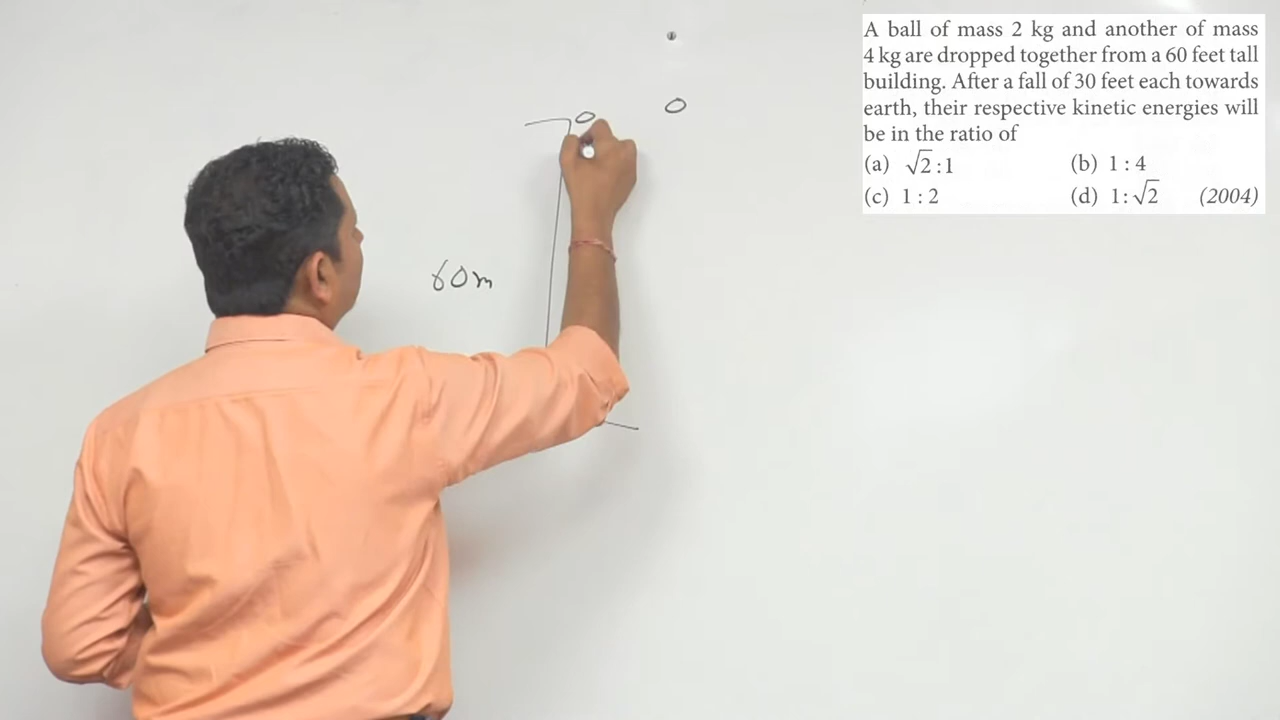 A ball of mass 2 kg and another of mass
4 kg are dropped together from a 60 feet tall
building. After a fall of 30 feet each towards
earth, their respective kinetic energies will
be in the ratio of
(a) √2 : 1 (b) 1 : 4
(c) 1 : 2 (d) 1 : √2 (2004)
60m